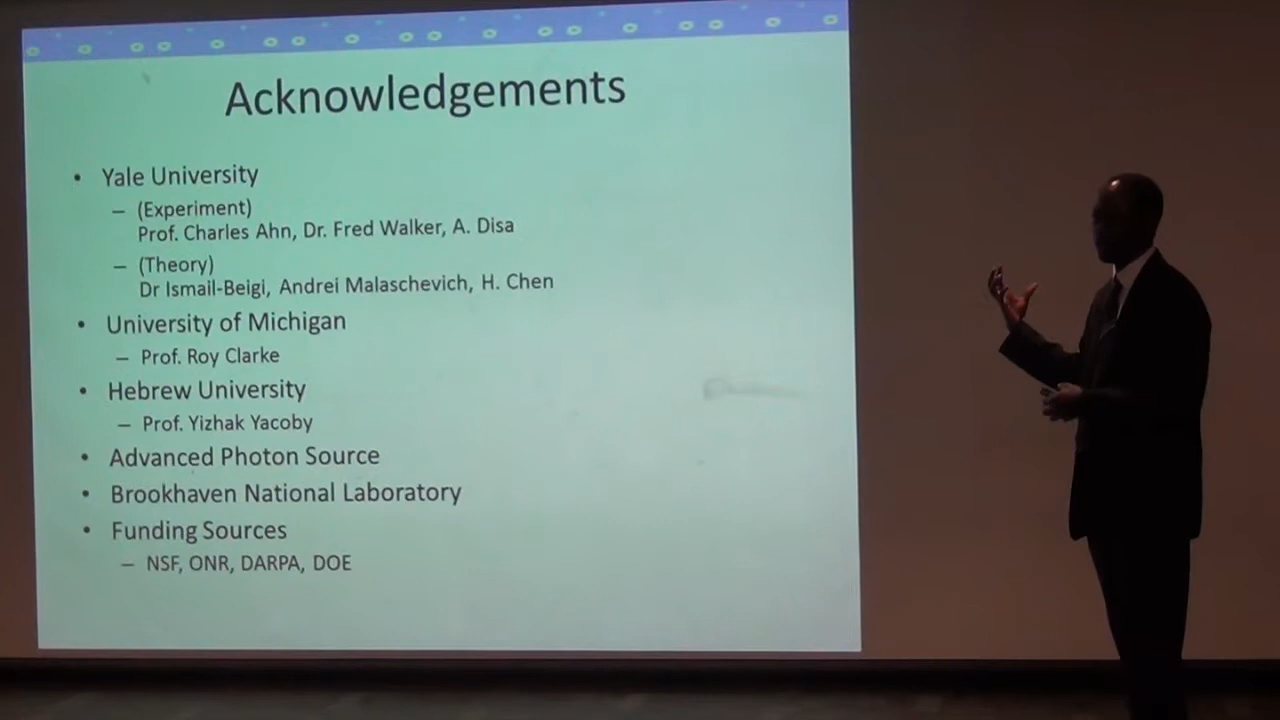 Acknowledgements
• Yale University
– (Experiment)
Prof. Charles Ahn, Dr. Fred Walker, A. Disa
– (Theory)
Dr Ismail-Beigi, Andrei Malaschevich, H. Chen
• University of Michigan
– Prof. Roy Clarke
• Hebrew University
– Prof. Yizhak Yacoby
• Advanced Photon Source
• Brookhaven National Laboratory
• Funding Sources
– NSF, ONR, DARPA, DOE